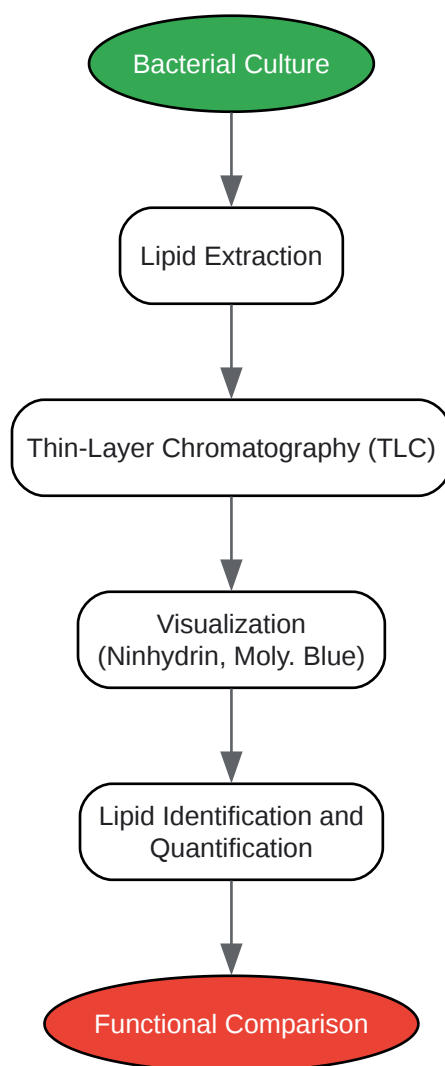 Bacterial Culture
Lipid Extraction
Thin-Layer Chromatography (TLC)
Visualization
(Ninhydrin, Moly. Blue)
Lipid Identification and
Quantification
Functional Comparison